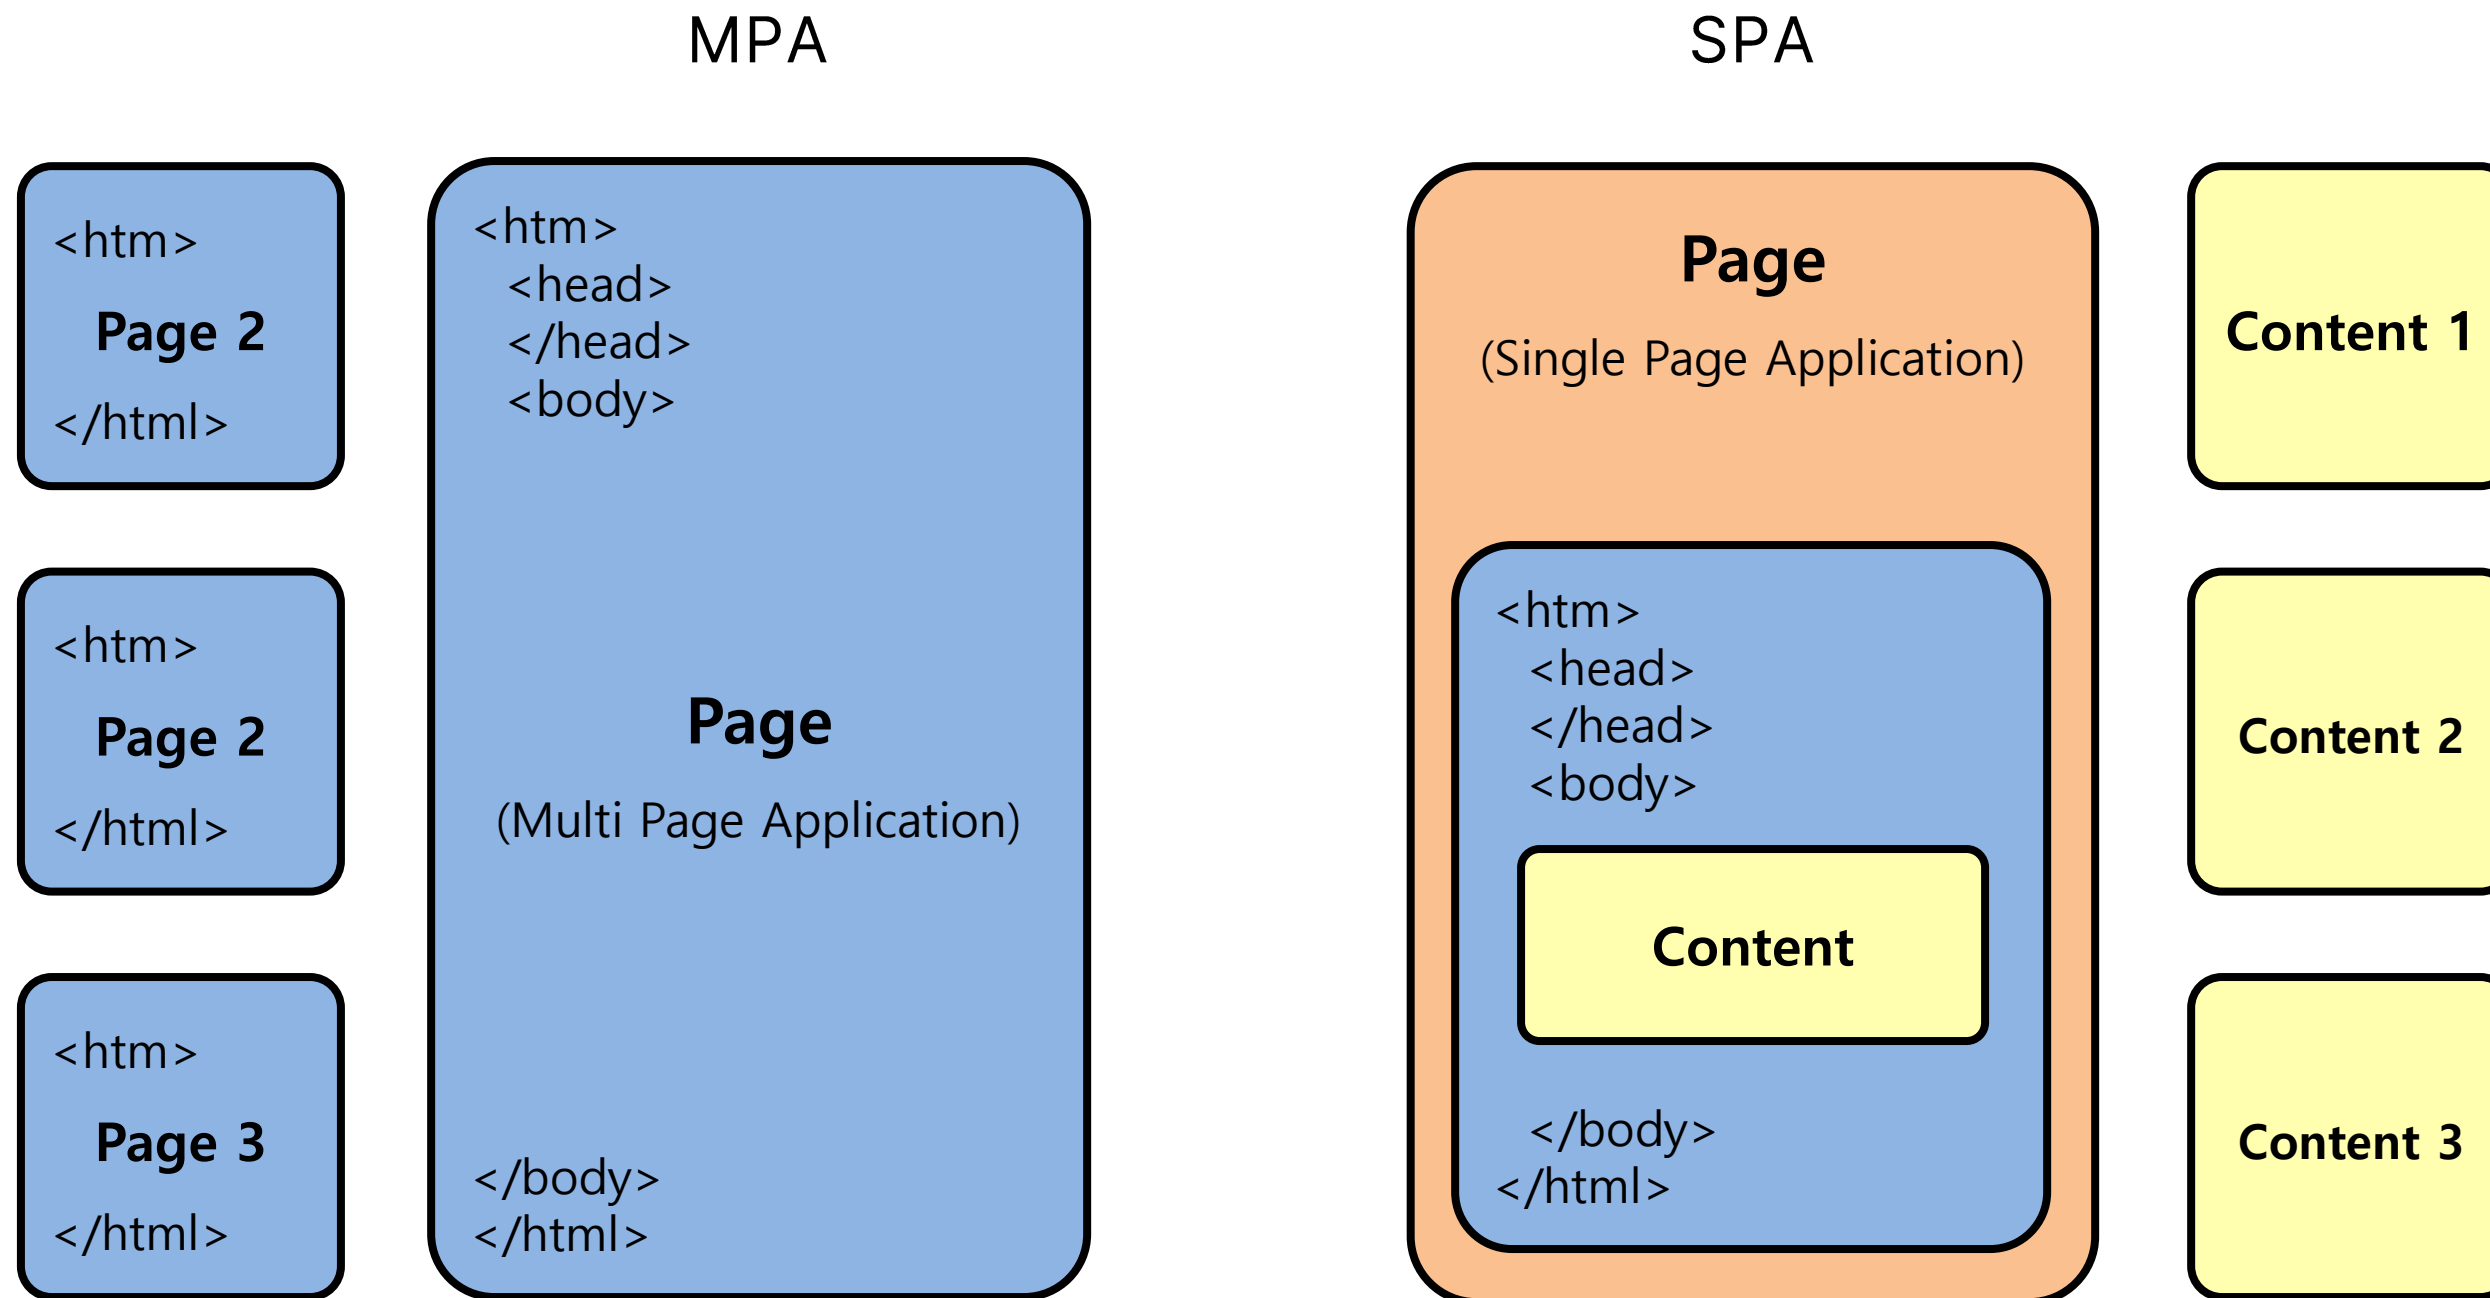 MPA
SPA
<htm>
Page 2
</html>
<htm>
Page 2
</html>
<htm>
Page 3
</html>
<htm>
<head>
</head>
<body>
Page
(Multi Page Application)
</body>
</html>
Page
(Single Page Application)
<htm>
<head>
</head>
<body>
Content
</body>
</html>
Content 1
Content 2
Content 3